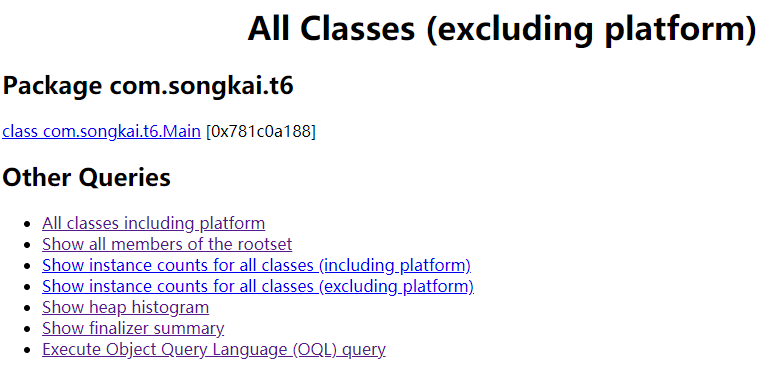 All Classes (excluding platform)
Package com.songkai.t6
class com.songkai.t6.Main [0x781c0a188]
Other Queries
All classes including platform
Show all members of the rootset
Show instance counts for all classes (including platform)
Show instance counts for all classes (excluding platform)
Show heap histogram
Show finalizer summary
Execute Object Query Language (OQL) query